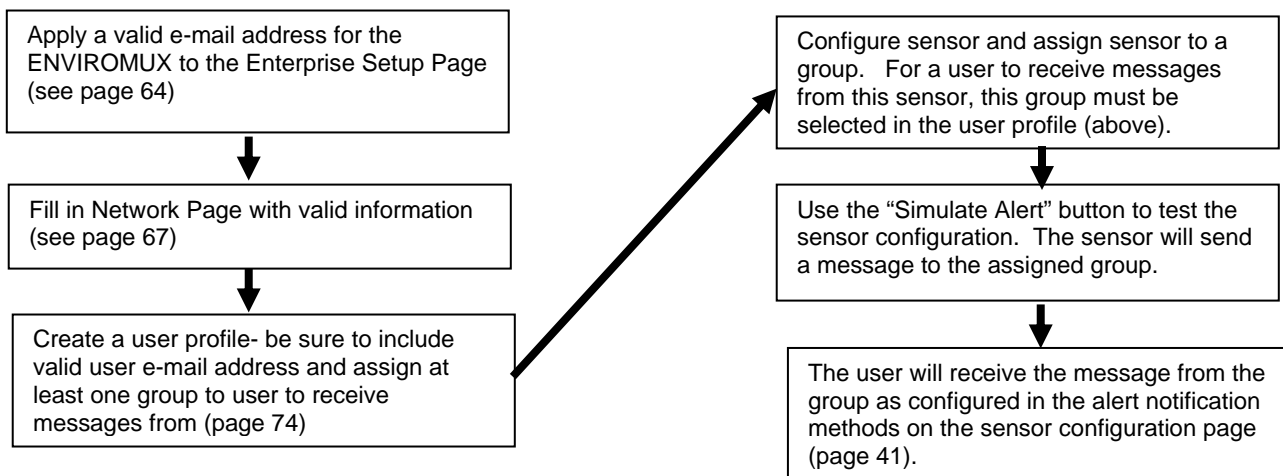 Apply a valid e-mail address for the
ENVIROMUX to the Enterprise Setup Page
(see page 64)
Fill in Network Page with valid information
(see page 67)
Create a user profile- be sure to include
valid user e-mail address and assign at
least one group to user to receive
messages from (page 74)
Configure sensor and assign sensor to a
group.   For a user to receive messages
from this sensor, this group must be
selected in the user profile (above).
Use the “Simulate Alert” button to test the
sensor configuration.  The sensor will send
a message to the assigned group.
The user will receive the message from the
group as configured in the alert notification
methods on the sensor configuration page
(page 41).